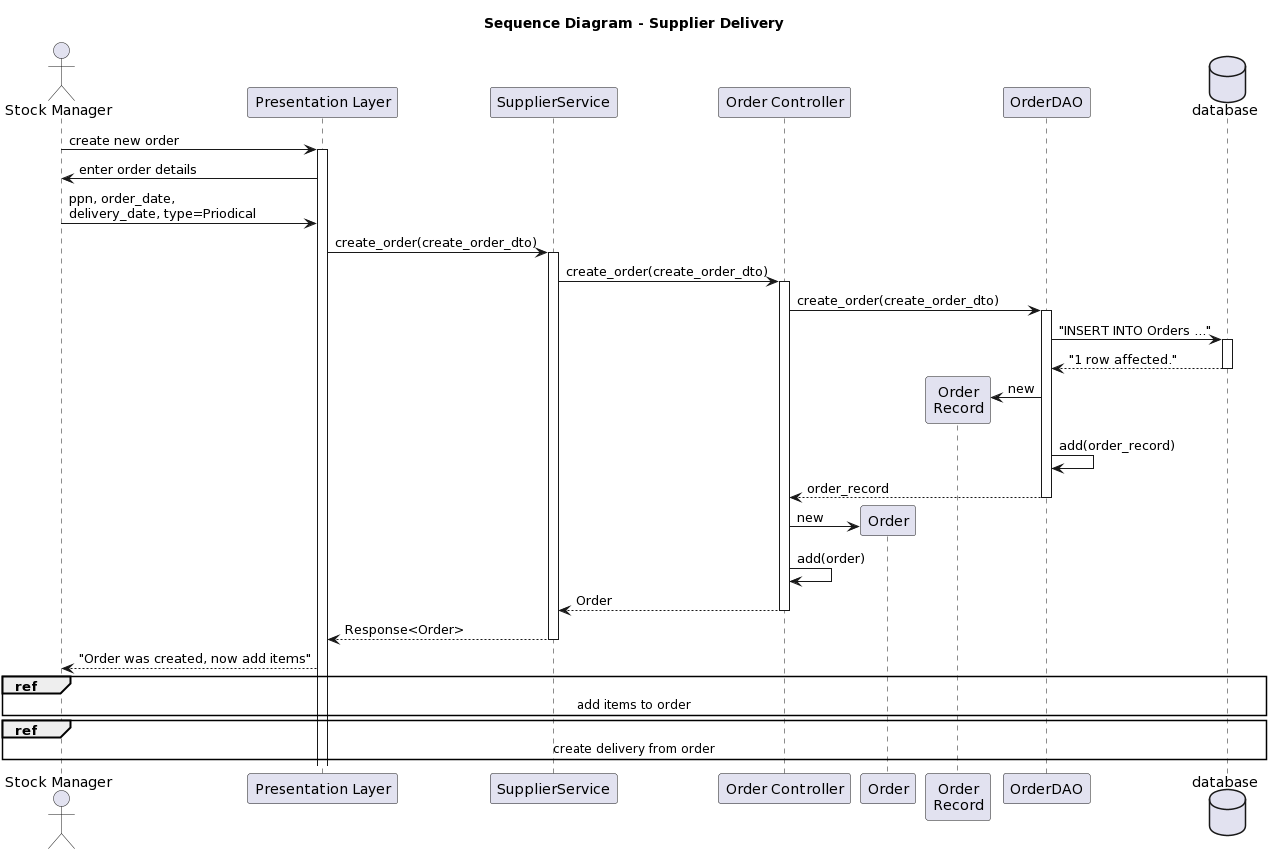 Sequence Diagram - Supplier Delivery
Stock Manager
Presentation Layer
SupplierService
Order Controller
OrderDAO
database
create new order
enter order details
ppn, order_date,
delivery_date, type=Priodical
create_order(create_order_dto)
create_order(create_order_dto)
create_order(create_order_dto)
"INSERT INTO Orders ..."
"1 row affected."
new
Order
Record
add(order_record)
order_record
new
Order
add(order)
Order
Response<Order>
"Order was created, now add items"
ref
add items to order
ref
create delivery from order
Stock Manager
Presentation Layer
SupplierService
Order Controller
Order
Order
Record
OrderDAO
database